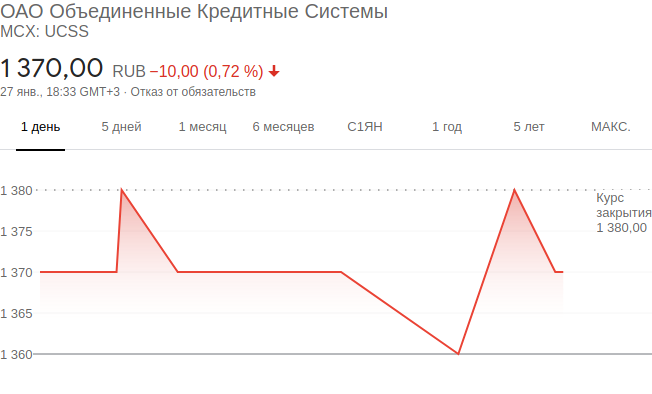 ОАО Объединенные Кредитные Системы
MCX: UCSS
1 370,00 RUB −10,00 (0,72 %)
27 янв., 18:33 GMT+3 · Отказ от обязательств
1 день 5 дней 1 месяц 6 месяцев С1ЯН 1 год 5 лет МАКС.
1 380
Курс
закрытия
1 380,00
1 375
1 370
1 365
1 360